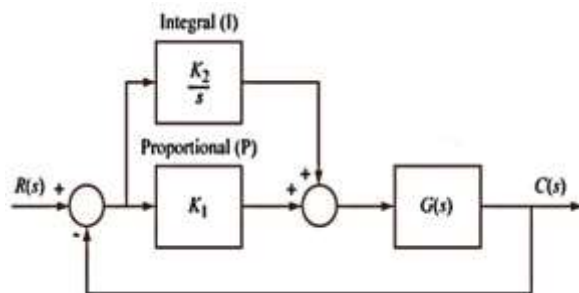 Integral (I)
K2
s
Proportional (P)
R(s) + + + C(s)
K1 G(s)
-